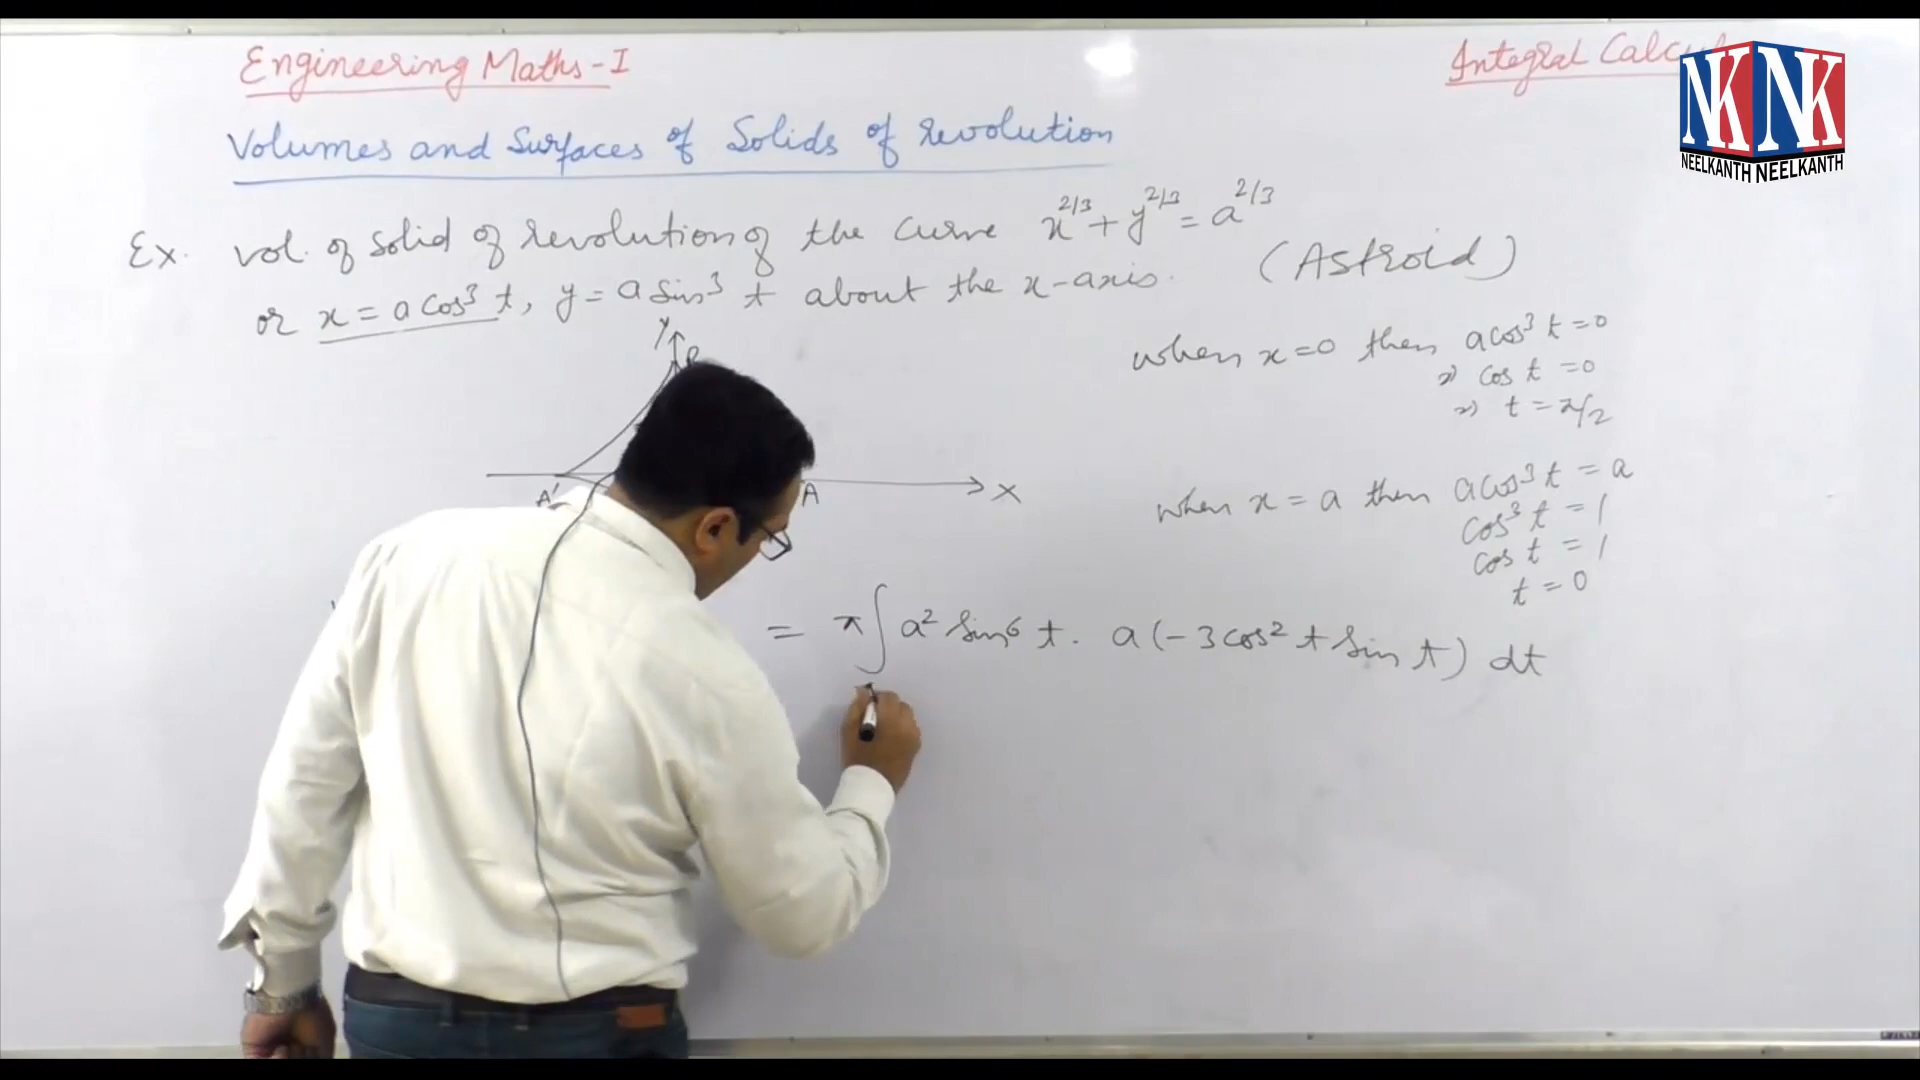 Engineering Maths-I
Integral Calcu
NK NK
NEELKANTH NEELKANTH
Volumes and Surfaces of Solids of revolution
Ex. vol. of solid of revolution of the curve x^2/3 + y^2/3 = a^2/3
or x = a cos³ t, y = a sin³ t about the x-axis. (Astroid)
Y
when x = 0 then a cos³ t = 0
⇒ cos t = 0
⇒ t = π/2
A' A X
when x = a then a cos³ t = a
cos³ t = 1
cos t = 1
t = 0
= π∫ a² sin⁶ t. a(-3 cos² t sin t) dt